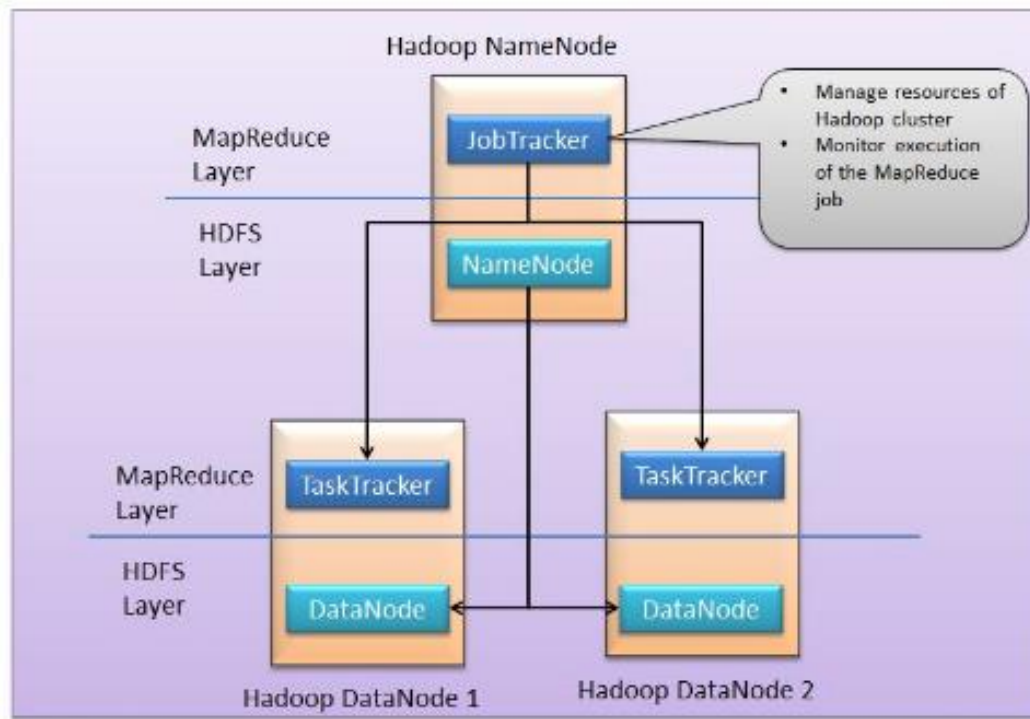 Hadoop NameNode
MapReduce
Layer
JobTracker
• Manage resources of
Hadoop cluster
• Monitor execution
of the MapReduce
job
HDFS
Layer
NameNode
MapReduce
Layer
TaskTracker
TaskTracker
HDFS
Layer
DataNode
DataNode
Hadoop DataNode 1
Hadoop DataNode 2